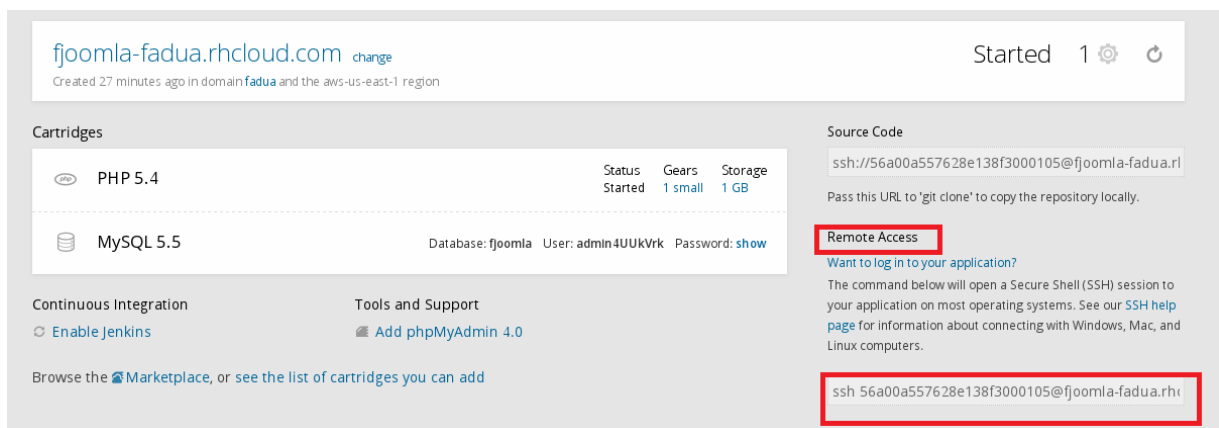 fjoomla-fadua.rhcloud.com change
Started 1
Created 27 minutes ago in domain fadua and the aws-us-east-1 region
Cartridges
php PHP 5.4
Status Gears Storage
Started 1 small 1 GB
MySQL 5.5
Database: fjoomla User: admin4UUkVrk Password: show
Continuous Integration
Enable Jenkins
Tools and Support
Add phpMyAdmin 4.0
Browse the Marketplace, or see the list of cartridges you can add
Source Code
ssh://56a00a557628e138f3000105@fjoomla-fadua.rl
Pass this URL to 'git clone' to copy the repository locally.
Remote Access
Want to log in to your application?
The command below will open a Secure Shell (SSH) session to
your application on most operating systems. See our SSH help
page for information about connecting with Windows, Mac, and
Linux computers.
ssh 56a00a557628e138f3000105@fjoomla-fadua.rh